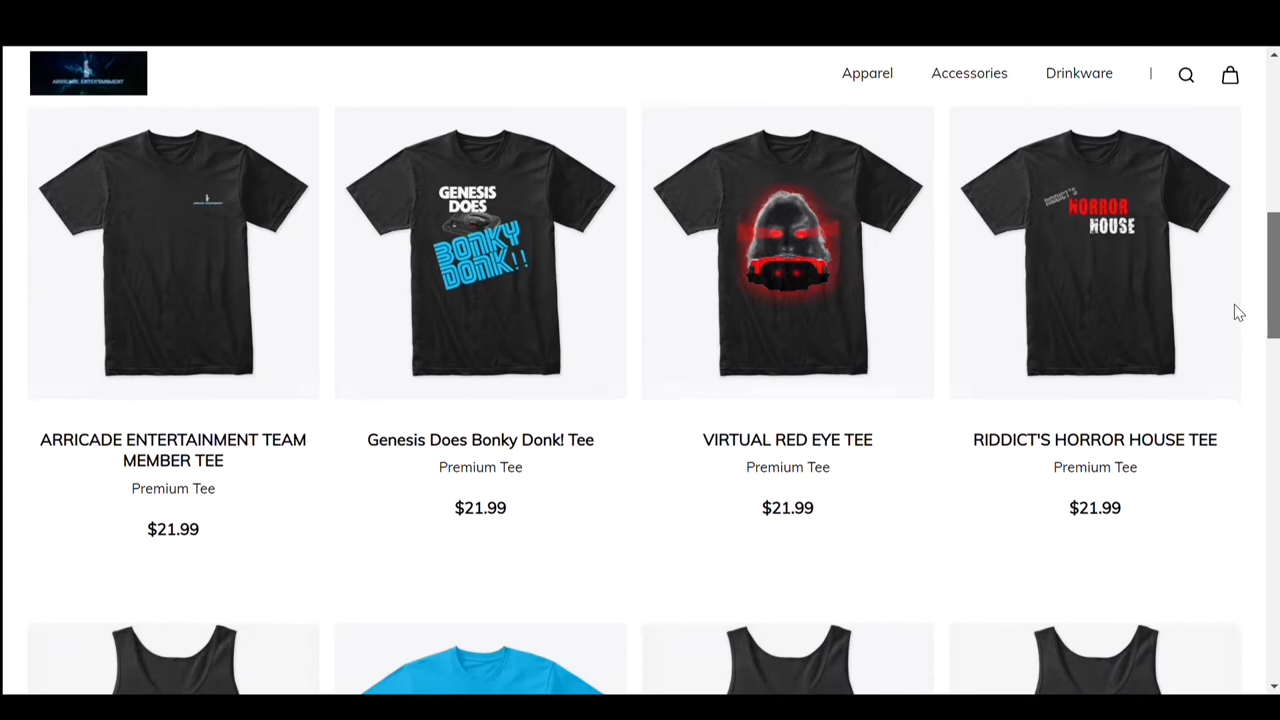 ARRICADE ENTERTAINMENT
Apparel
Accessories
Drinkware
|
GENESIS
DOES
BONKY
DONK!!
RIDDICT'S
HORROR
HOUSE
ARRICADE ENTERTAINMENT TEAM
MEMBER TEE
Premium Tee
$21.99
Genesis Does Bonky Donk! Tee
Premium Tee
$21.99
VIRTUAL RED EYE TEE
Premium Tee
$21.99
RIDDICT'S HORROR HOUSE TEE
Premium Tee
$21.99